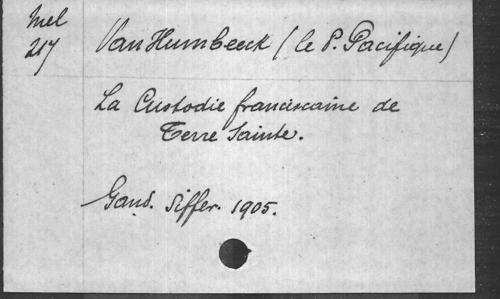 Mel
217
Van Humbeeck (le P. Pacifique)
La Custodie franciscaine de
Terre Sainte.
Gand. Siffer. 1905.